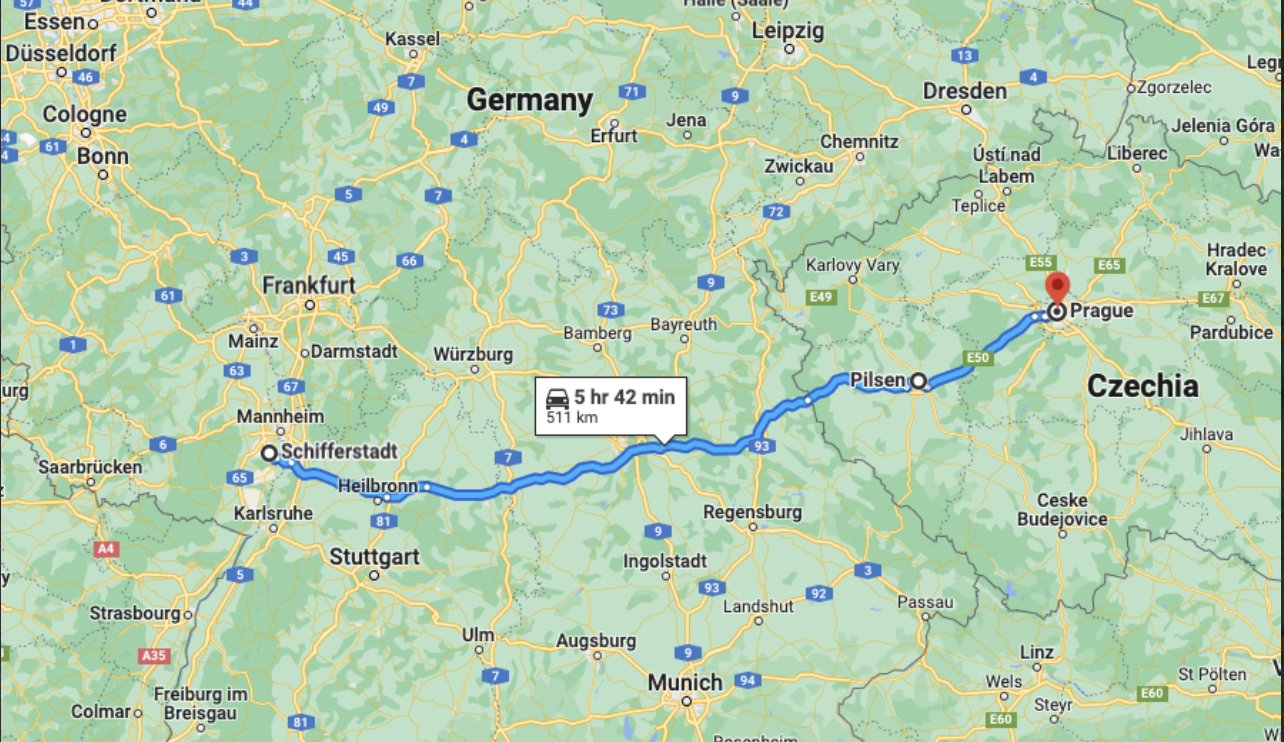 57
Essen
Dortmund
44
Halle (Saale)
Düsseldorf
46
Kassel
Leipzig
13
7
71
9
4
Zgorzelec
Cologne
49
Germany
Dresden
Jelenia Góra
61
Bonn
4
Erfurt
Jena
Chemnitz
Ústí nad
Labem
Liberec
Zwickau
5
7
72
Teplice
3
45
66
Karlovy Vary
E55
E65
Hradec
Kralove
61
Frankfurt
9
E49
E67
73
Prague
Pardubice
1
Mainz
Darmstadt
Würzburg
Bamberg
Bayreuth
E50
63
67
5 hr 42 min
511 km
Pilsen
Czechia
Mannheim
6
Schifferstadt
7
93
Jihlava
Saarbrücken
65
Heilbronn
Karlsruhe
81
9
Regensburg
Ceske
Budejovice
A4
Stuttgart
5
Ingolstadt
93
92
3
Strasbourg
Landshut
Passau
A35
Ulm
Augsburg
9
Linz
7
Munich
94
Wels
St Pölten
Colmar
Freiburg im
Breisgau
81
E60
Steyr
E60